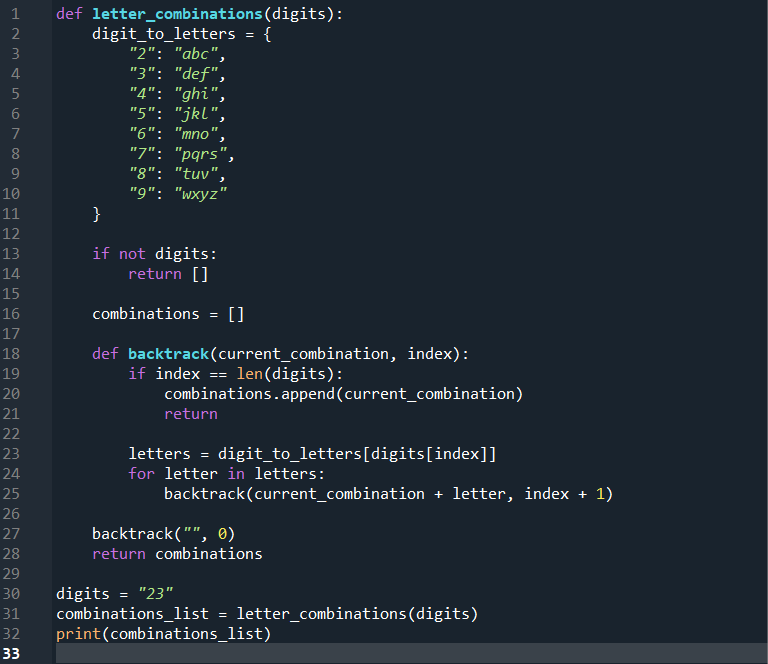 1 def letter_combinations(digits):
2     digit_to_letters = {
3         "2": "abc",
4         "3": "def",
5         "4": "ghi",
6         "5": "jkl",
7         "6": "mno",
8         "7": "pqrs",
9         "8": "tuv",
10         "9": "wxyz"
11     }
12
13     if not digits:
14         return []
15
16     combinations = []
17
18     def backtrack(current_combination, index):
19         if index == len(digits):
20             combinations.append(current_combination)
21             return
22
23         letters = digit_to_letters[digits[index]]
24         for letter in letters:
25             backtrack(current_combination + letter, index + 1)
26
27     backtrack("", 0)
28     return combinations
29
30 digits = "23"
31 combinations_list = letter_combinations(digits)
32 print(combinations_list)
33